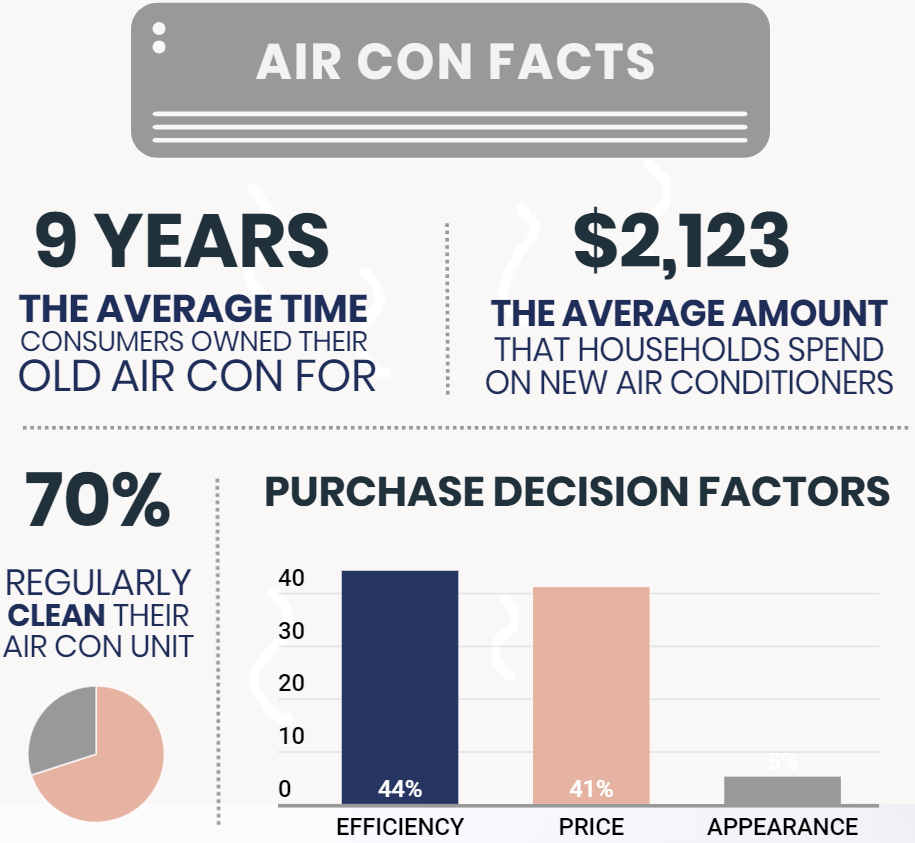 AIR CON FACTS
9 YEARS
THE AVERAGE TIME
CONSUMERS OWNED THEIR
OLD AIR CON FOR
$2,123
THE AVERAGE AMOUNT
THAT HOUSEHOLDS SPEND
ON NEW AIR CONDITIONERS
70%
REGULARLY
CLEAN THEIR
AIR CON UNIT
PURCHASE DECISION FACTORS
40
30
20
10
0
44%
41%
5%
EFFICIENCY
PRICE
APPEARANCE